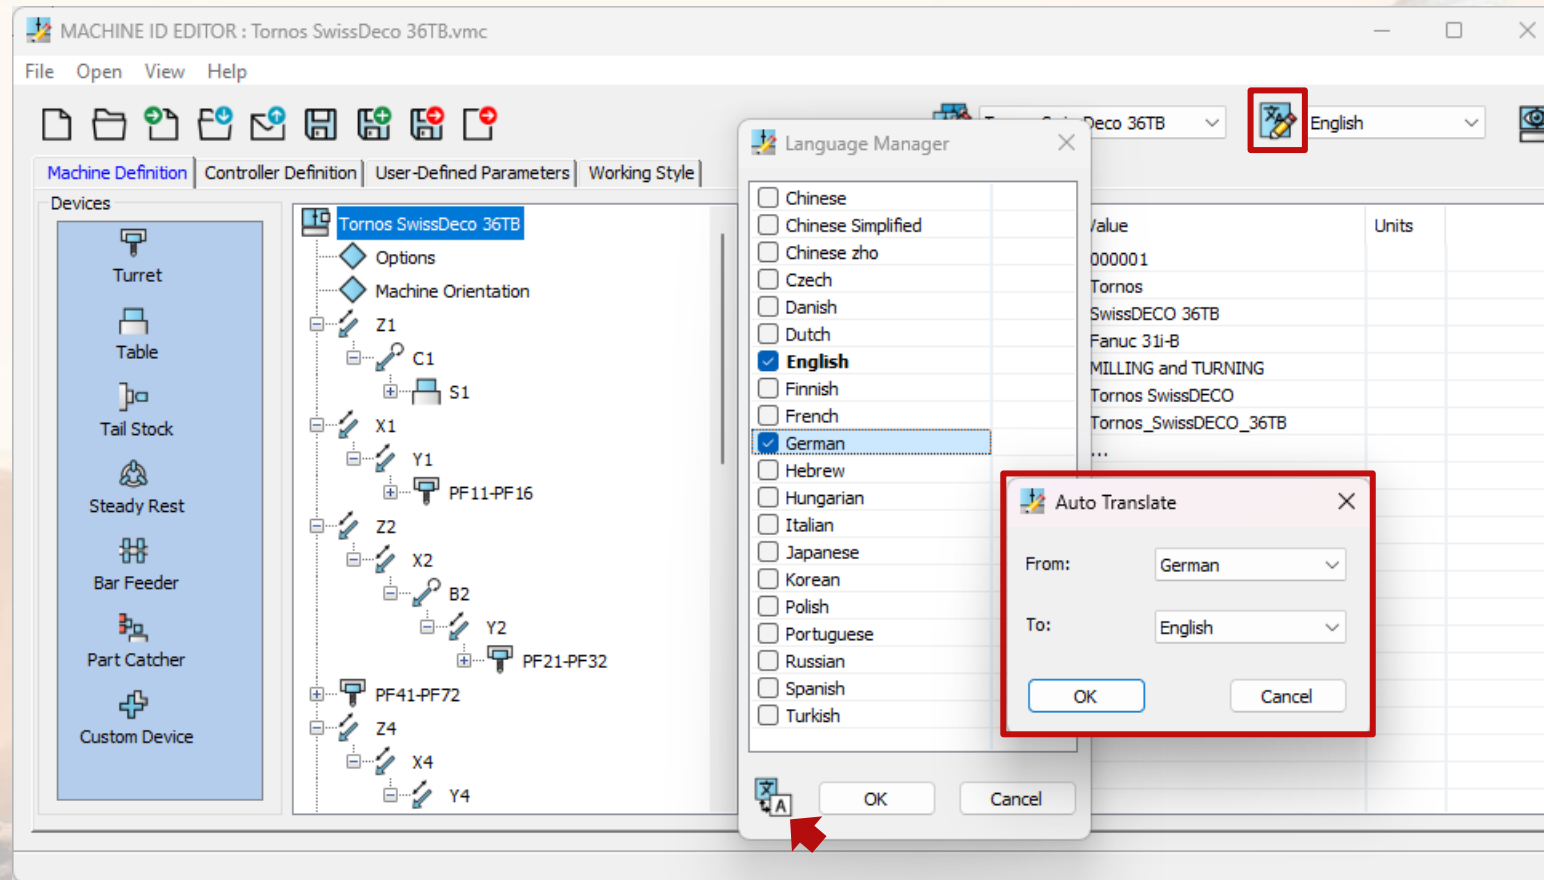 MACHINE ID EDITOR : Tornos SwissDeco 36TB.vmc
File Open View Help
Deco 36TB
English
Machine Definition Controller Definition User-Defined Parameters Working Style
Devices
Turret
Table
Tail Stock
Steady Rest
Bar Feeder
Part Catcher
Custom Device
Tornos SwissDeco 36TB
Options
Machine Orientation
Z1
C1
S1
X1
Y1
PF11-PF16
Z2
X2
B2
Y2
PF21-PF32
PF41-PF72
Z4
X4
Y4
Language Manager
Chinese
Chinese Simplified
Chinese zho
Czech
Danish
Dutch
English
Finnish
French
German
Hebrew
Hungarian
Italian
Japanese
Korean
Polish
Portuguese
Russian
Spanish
Turkish
A
OK Cancel
Value Units
000001
Tornos
SwissDECO 36TB
Fanuc 31i-B
MILLING and TURNING
Tornos SwissDECO
Tornos_SwissDECO_36TB
...
Auto Translate
From: German
To: English
OK Cancel